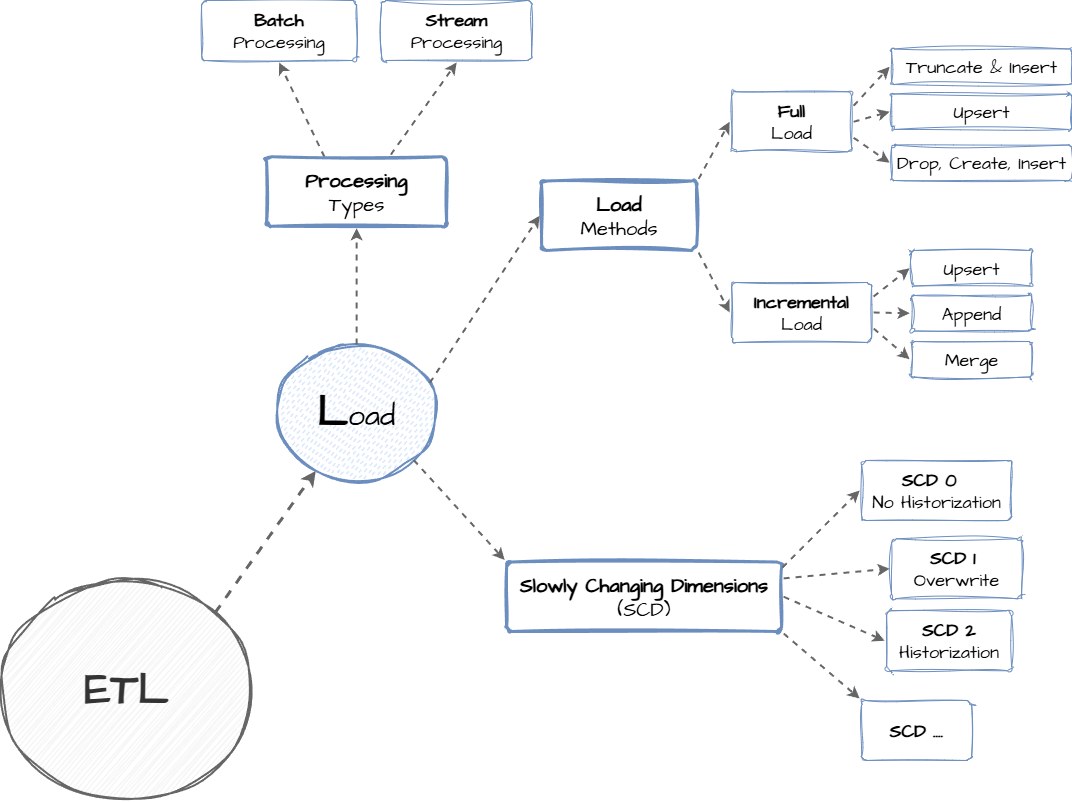 Batch
Processing
Stream
Processing
Processing
Types
Load
Methods
Full
Load
Truncate & Insert
Upsert
Drop, Create, Insert
Incremental
Load
Upsert
Append
Merge
Load
Slowly Changing Dimensions
(SCD)
SCD 0
No Historization
SCD 1
Overwrite
SCD 2
Historization
SCD ....
ETL